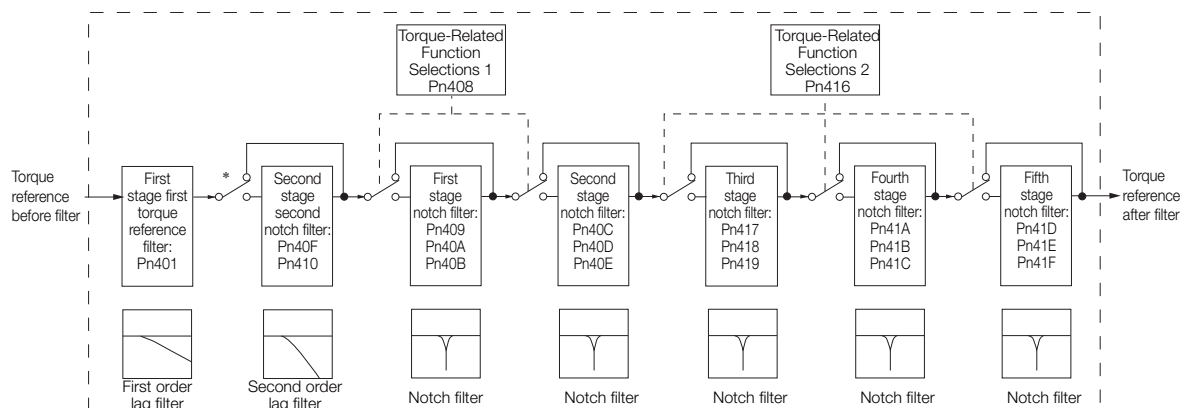 Torque-Related
Function
Selections 1
Pn408
Torque-Related
Function
Selections 2
Pn416
Torque
reference
before filter
First
stage first
torque
reference
filter:
Pn401
*
Second
stage
second
notch filter:
Pn40F
Pn410
First
stage
notch filter:
Pn409
Pn40A
Pn40B
Second
stage
notch filter:
Pn40C
Pn40D
Pn40E
Third
stage
notch filter:
Pn417
Pn418
Pn419
Fourth
stage
notch filter:
Pn41A
Pn41B
Pn41C
Fifth
stage
notch filter:
Pn41D
Pn41E
Pn41F
Torque
reference
after filter
First order
lag filter
Second order
lag filter
Notch filter
Notch filter
Notch filter
Notch filter
Notch filter